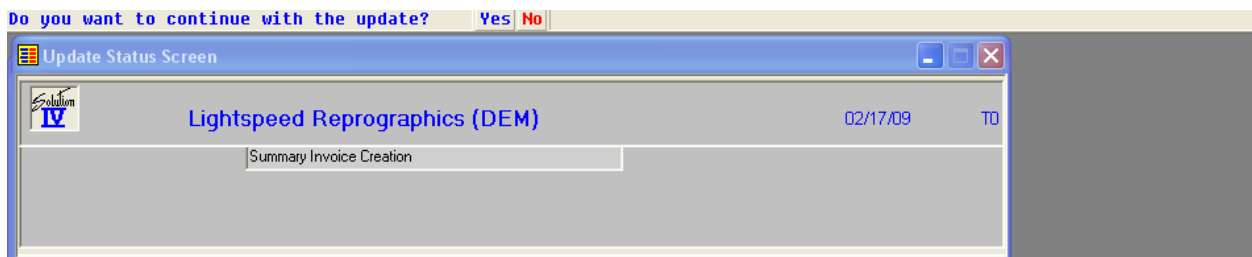 Do you want to continue with the update? Yes No
Update Status Screen
Solution IV
Lightspeed Reprographics (DEM) 02/17/09 T0
Summary Invoice Creation